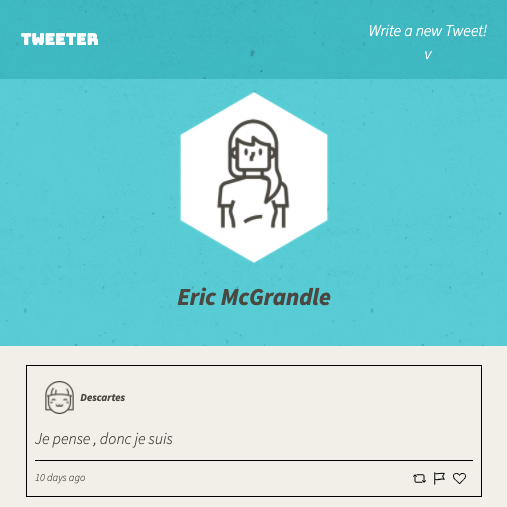 TWEETER
Write a new Tweet!
v
Eric McGrandle
Descartes
Je pense , donc je suis
10 days ago